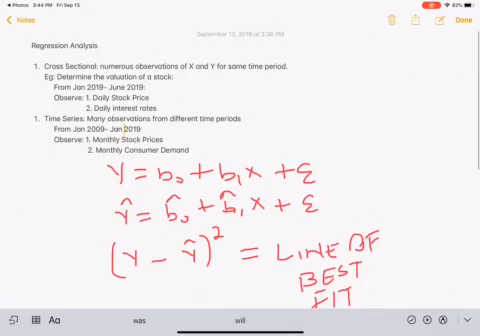 Photos 3:44 PM Fri Sep 13 82%
Notes Done
September 13, 2019 at 3:36 PM
Regression Analysis
1. Cross Sectional: numerous observations of X and Y for same time period.
Eg: Determine the valuation of a stock:
From Jan 2019- June 2019:
Observe: 1. Daily Stock Price
2. Daily interest rates
1. Time Series: Many observations from different time periods
From Jan 2009- Jan 2019
Observe: 1. Monthly Stock Prices
2. Monthly Consumer Demand
Y = b₀ + b₁ x + ε
Ŷ = b̂₀ + b̂₁ x + ε
(Y - Ŷ)² = LINE OF
BEST
FIT
Aa was will